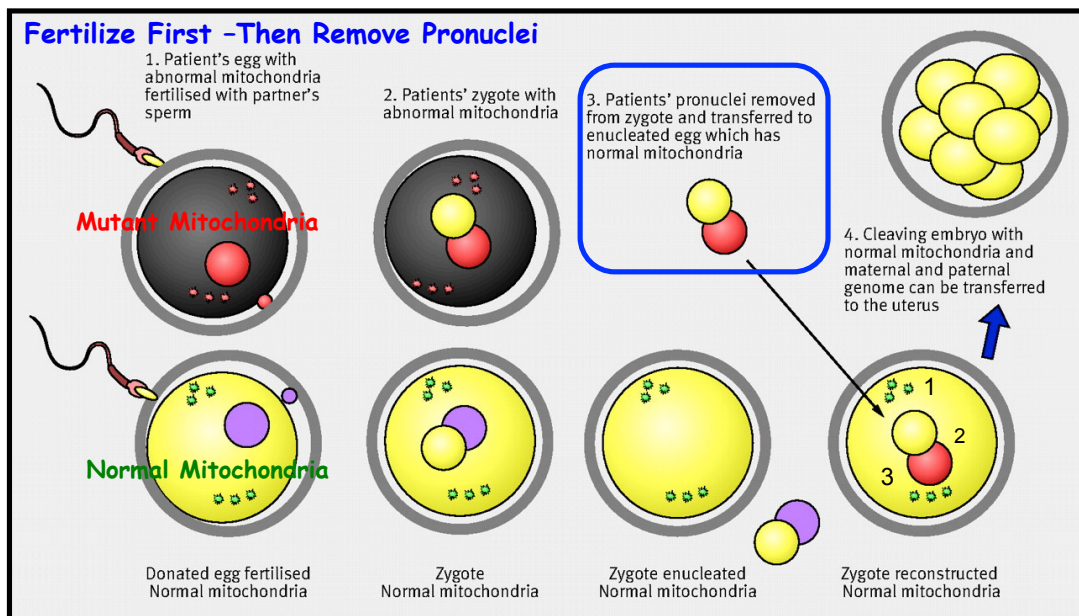 Fertilize First –Then Remove Pronuclei
1. Patient's egg with
abnormal mitochondria
fertilised with partner's
sperm
2. Patients' zygote with
abnormal mitochondria
3. Patients' pronuclei removed
from zygote and transferred to
enucleated egg which has
normal mitochondria
Mutant Mitochondria
4. Cleaving embryo with
normal mitochondria and
maternal and paternal
genome can be transferred
to the uterus
Normal Mitochondria
1
2
3
Donated egg fertilised
Normal mitochondria
Zygote
Normal mitochondria
Zygote enucleated
Normal mitochondria
Zygote reconstructed
Normal mitochondria